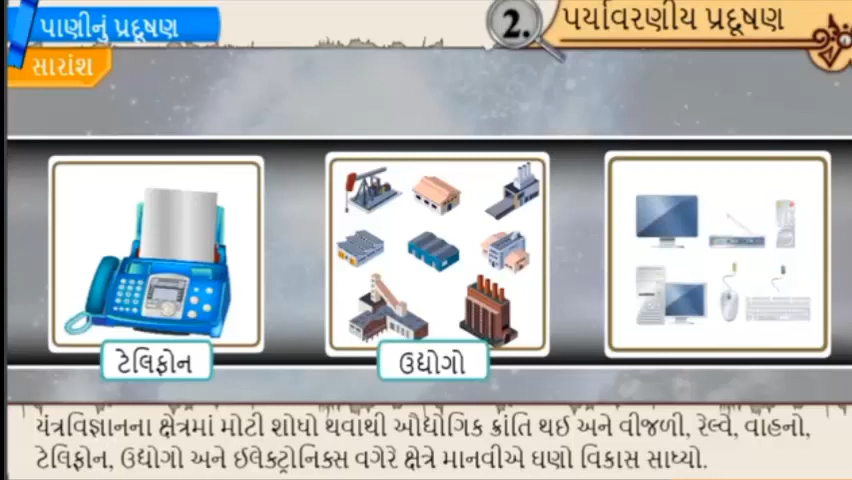 પાણીનું પ્રદૂષણ
2.
પર્યાવરણીય પ્રદૂષણ
સારાંશ
ટેલિફોન
ઉદ્યોગો
યંત્રવિજ્ઞાનના ક્ષેત્રમાં મોટી શોધો થવાથી ઔદ્યોગિક ક્રાંતિ થઈ અને વીજળી, રેલ્વે, વાહનો,
ટેલિફોન, ઉદ્યોગો અને ઈલેક્ટ્રોનિક્સ વગેરે ક્ષેત્રે માનવીએ ઘણો વિકાસ સાધ્યો.